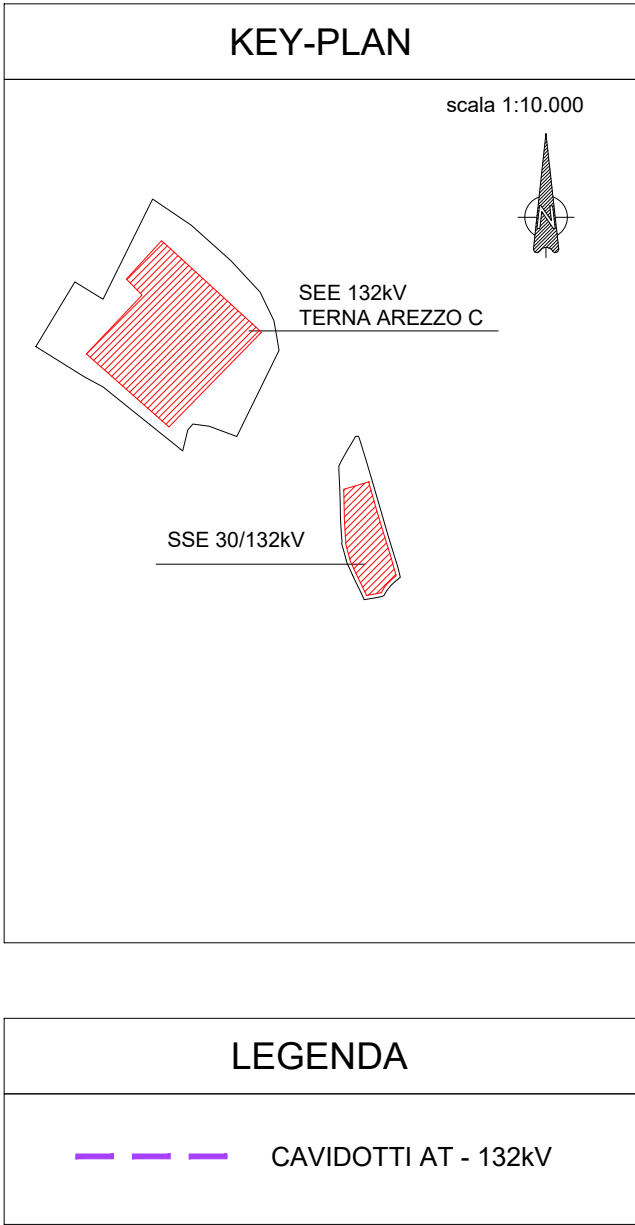 KEY-PLAN
scala 1:10.000
N
SEE 132kV
TERNA AREZZO C
SSE 30/132kV
LEGENDA
CAVIDOTTI AT - 132kV